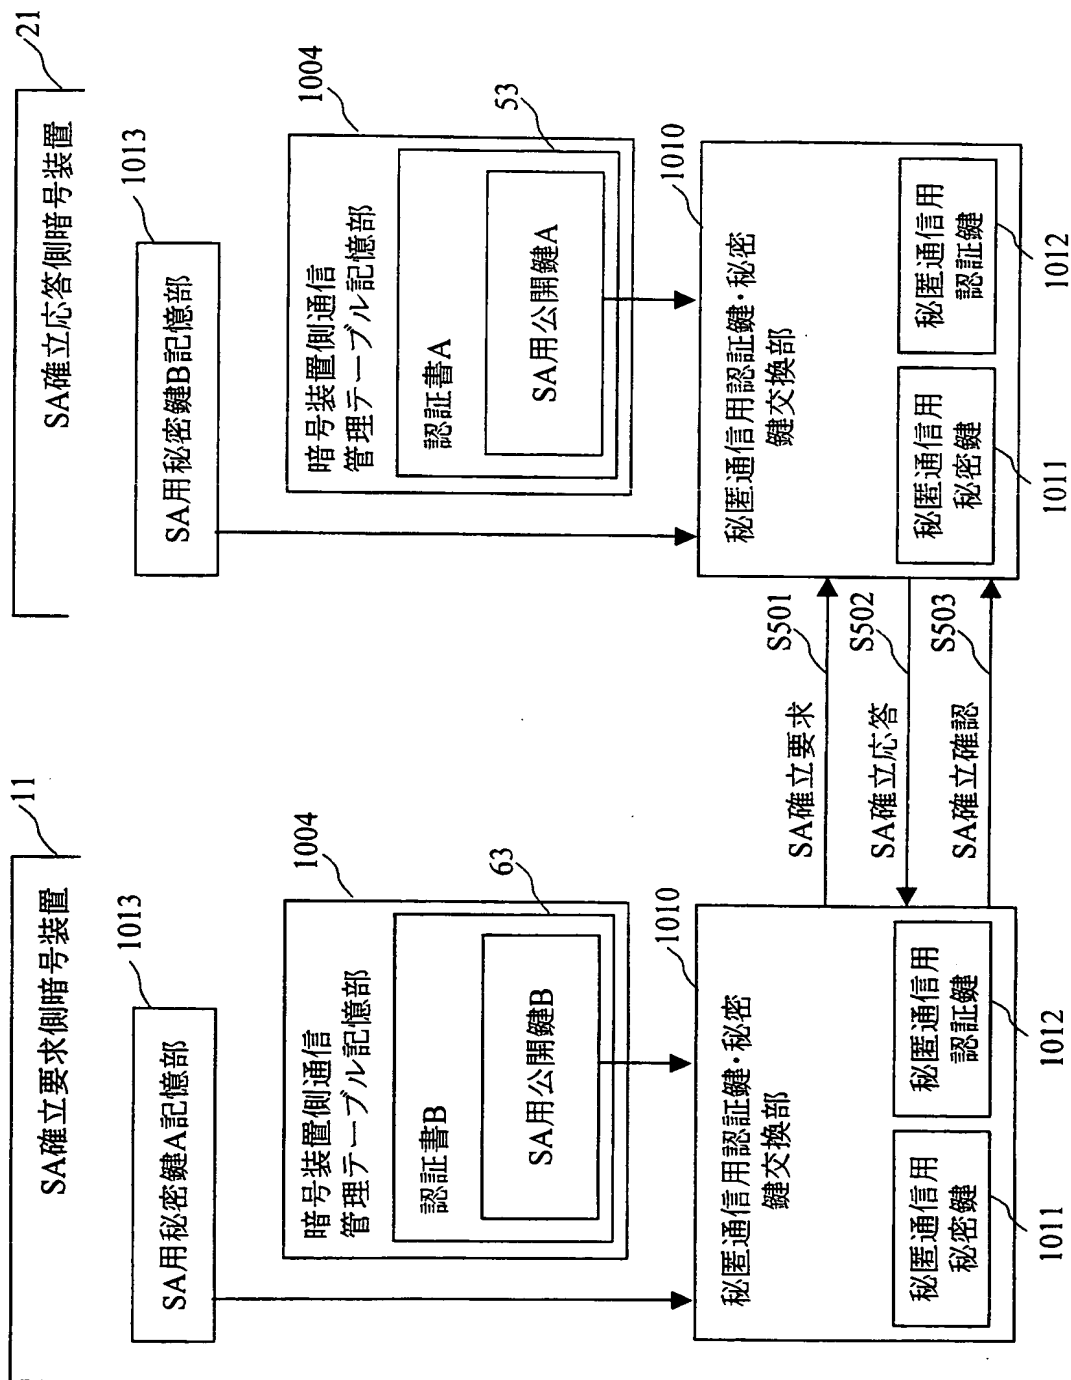 SA確立要求側暗号装置
11
SA用秘密鍵A記憶部
1013
暗号装置側通信
管理テーブル記憶部
1004
認証書B
63
SA用公開鍵B
秘匿通信用認証鍵・秘密
鍵交換部
1010
秘匿通信用
秘密鍵
1011
秘匿通信用
認証鍵
1012
SA確立要求
S501
SA確立応答
S502
SA確立確認
S503
SA確立応答側暗号装置
21
SA用秘密鍵B記憶部
1013
暗号装置側通信
管理テーブル記憶部
1004
認証書A
53
SA用公開鍵A
秘匿通信用認証鍵・秘密
鍵交換部
1010
秘匿通信用
秘密鍵
1011
秘匿通信用
認証鍵
1012